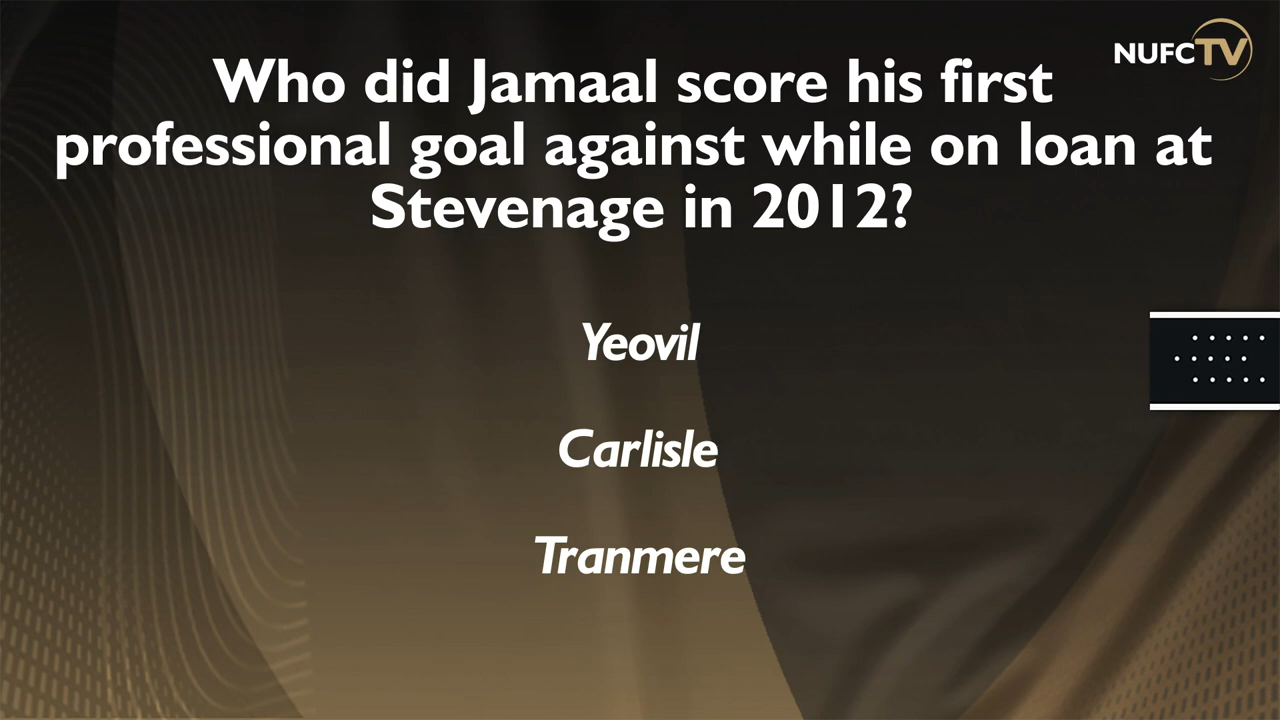 NUFCTV
Who did Jamaal score his first
professional goal against while on loan at
Stevenage in 2012?
Yeovil
Carlisle
Tranmere